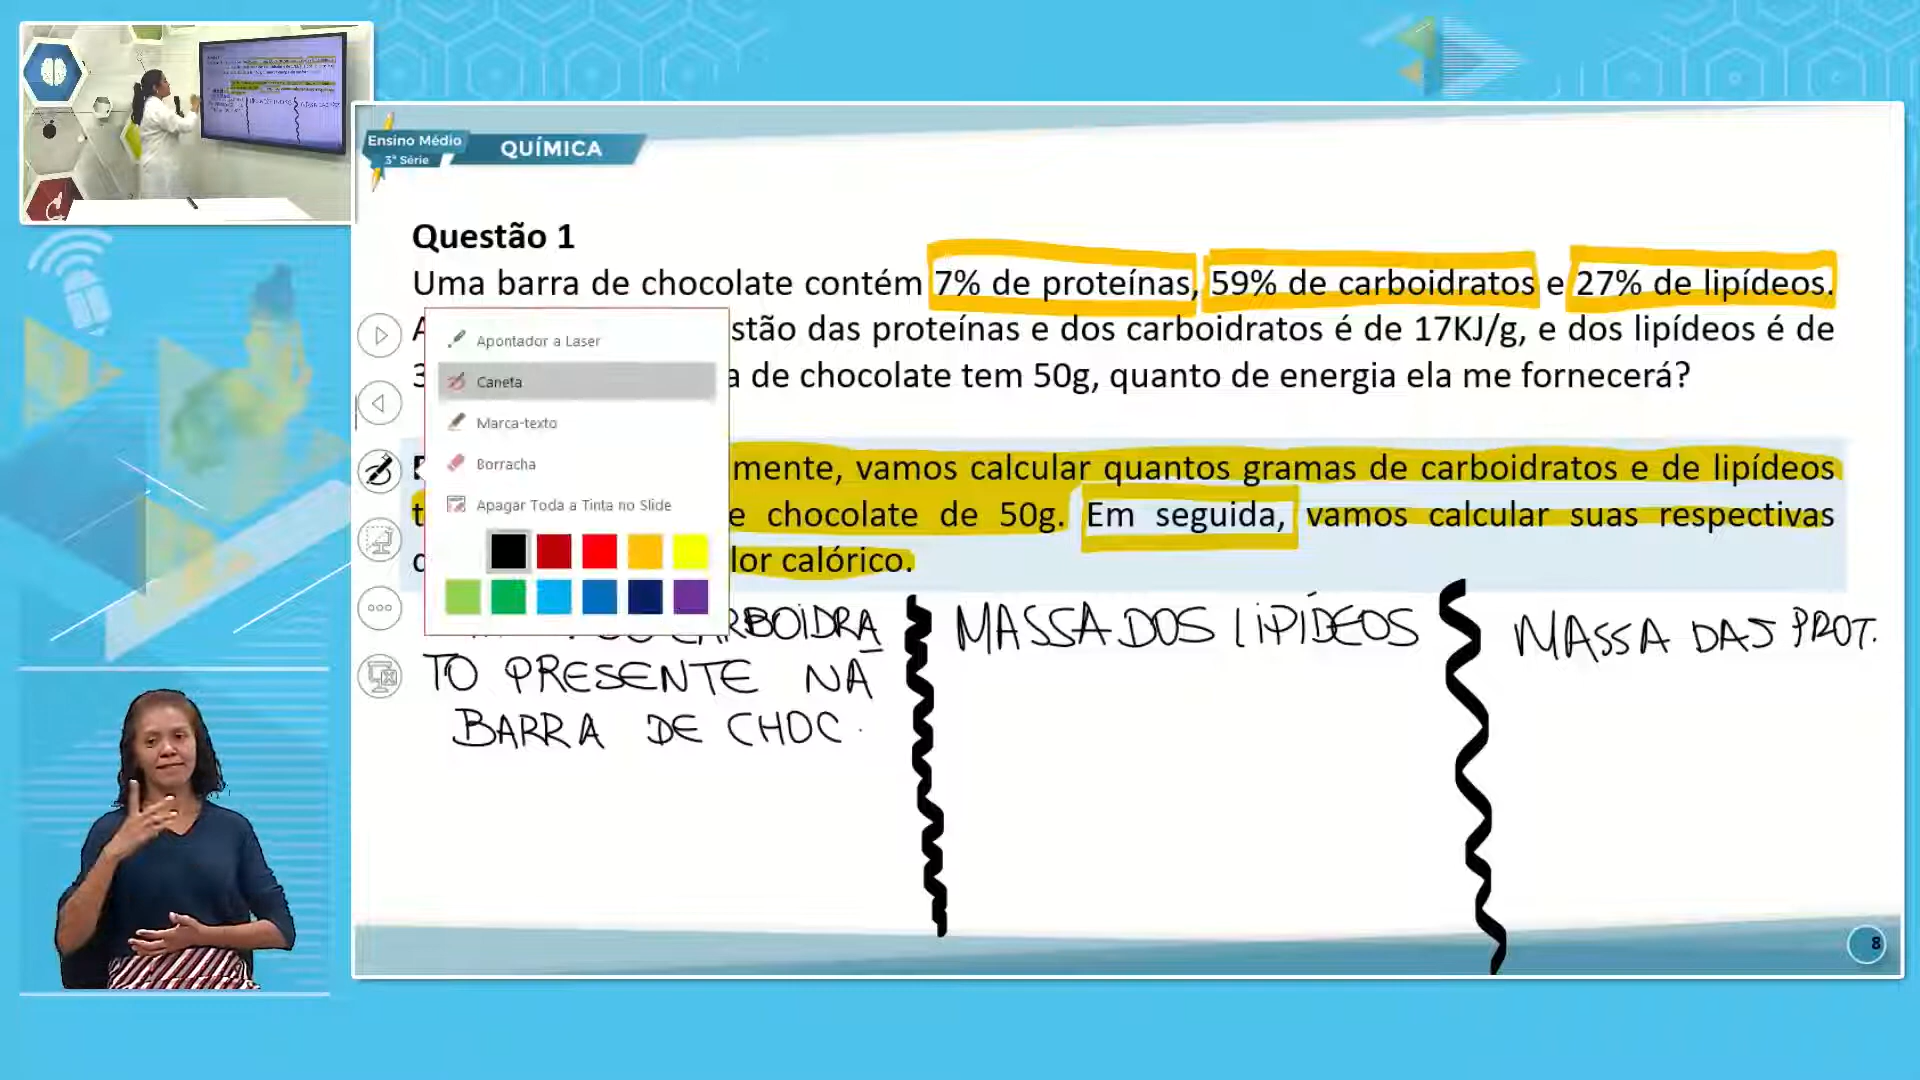 Ensino Médio
3ª Série
QUÍMICA
Questão 1
Uma barra de chocolate contém 7% de proteínas, 59% de carboidratos e 27% de lipídeos.
stão das proteínas e dos carboidratos é de 17KJ/g, e dos lipídeos é de
a de chocolate tem 50g, quanto de energia ela me fornecerá?
Apontador a Laser
Caneta
Marca-texto
Borracha
Apagar Toda a Tinta no Slide
mente, vamos calcular quantos gramas de carboidratos e de lipídeos
e chocolate de 50g. Em seguida, vamos calcular suas respectivas
lor calórico.
RBOIDRA
TO PRESENTE NA
BARRA DE CHOC.
MASSA DOS LIPÍDEOS
MASSA DAS PROT.
8